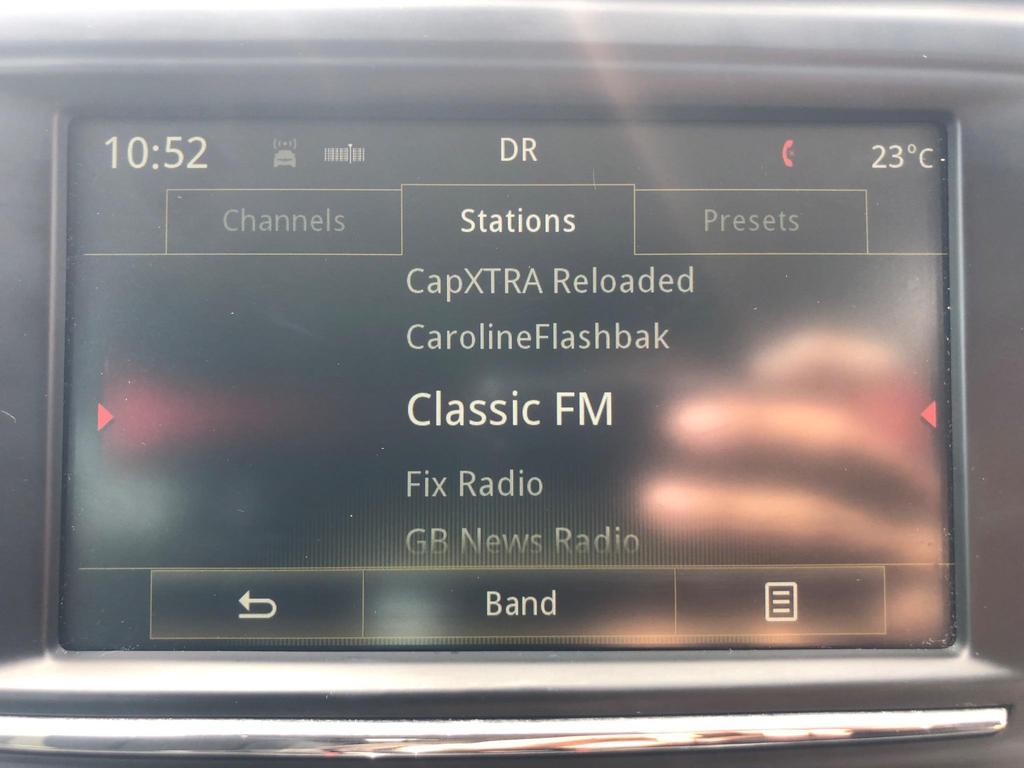 10:52 DR 23°C
Channels Stations Presets
CapXTRA Reloaded
CarolineFlashbak
Classic FM
Fix Radio
GB News Radio
Band